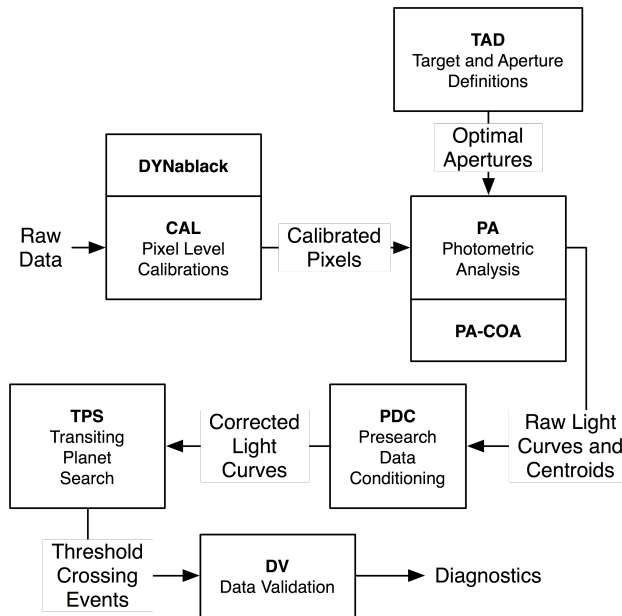 TAD
Target and Aperture
Definitions
Optimal
Apertures
DYNablack
CAL
Pixel Level
Calibrations
Raw
Data
Calibrated
Pixels
PA
Photometric
Analysis
PA-COA
Raw Light
Curves and
Centroids
PDC
Presearch
Data
Conditioning
Corrected
Light
Curves
TPS
Transiting
Planet
Search
Threshold
Crossing
Events
DV
Data Validation
Diagnostics